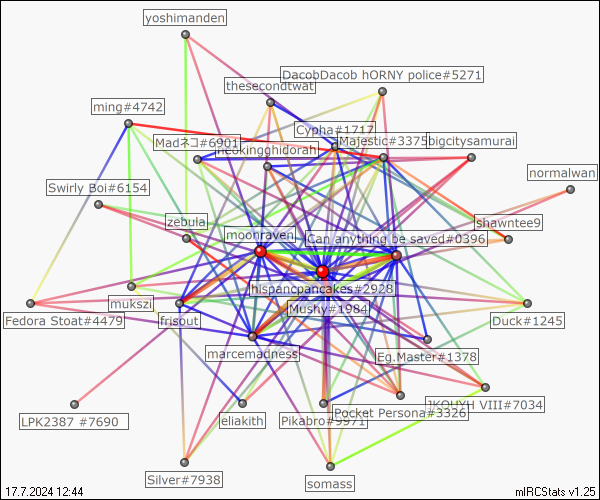 yoshimanden
DacobDacob hORNY police#5271
thesecondtwat
ming#4742
Cypha#1717
Madネコ#6901
Majestic#3375
bigcitysamurai
neokingghidorah
normalwan
Swirly Boi#6154
zebula
shawntee9
moonraven
Can anything be saved#0396
hispanopancakes#2928
mukszi
Mushy#1984
Fedora Stoat#4479
frisout
Duck#1245
marcemadness
Eg.Master#1378
JKQHXH VIII#7034
Pocket Persona#3326
LPK2387 #7690
eliakith
Pikabro#9971
Silver#7938
somass
17.7.2024 12:44
mIRCStats v1.25